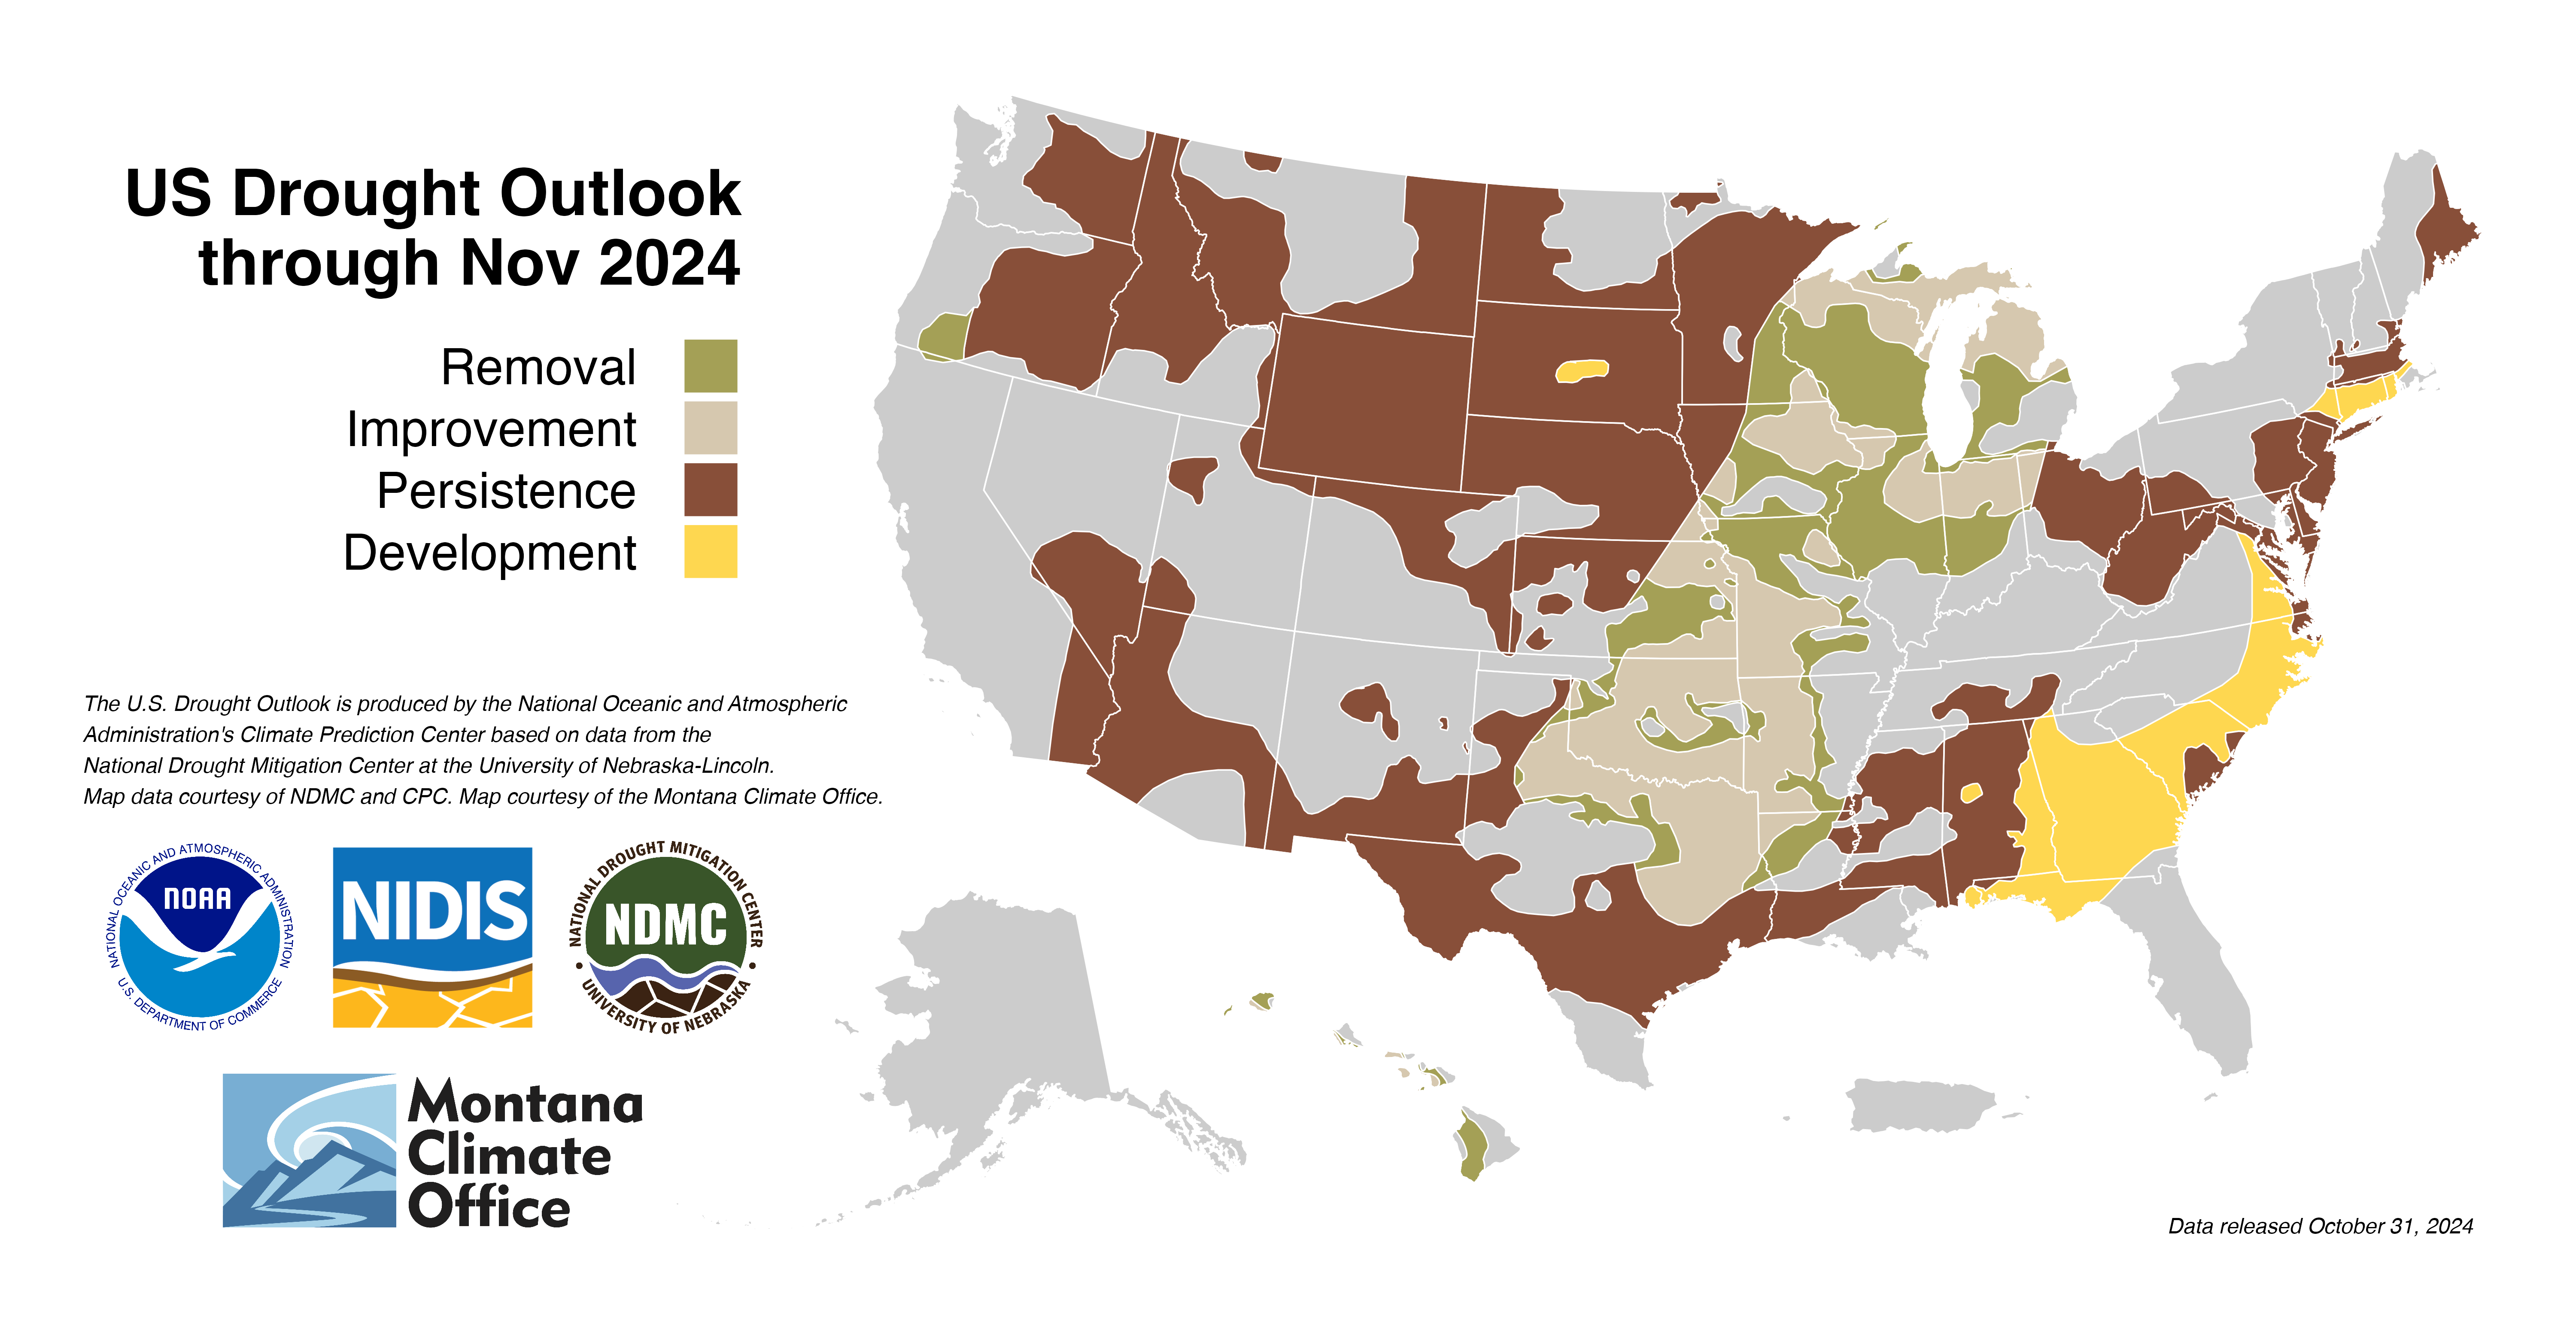 US Drought Outlook
through Nov 2024
Removal
Improvement
Persistence
Development
The U.S. Drought Outlook is produced by the National Oceanic and Atmospheric
Administration's Climate Prediction Center based on data from the
National Drought Mitigation Center at the University of Nebraska-Lincoln.
Map data courtesy of NDMC and CPC. Map courtesy of the Montana Climate Office.
NATIONAL OCEANIC AND ATMOSPHERIC ADMINISTRATION
NOAA
U.S. DEPARTMENT OF COMMERCE
NIDIS
NATIONAL DROUGHT MITIGATION CENTER
NDMC
UNIVERSITY OF NEBRASKA
Montana
Climate
Office
Data released October 31, 2024